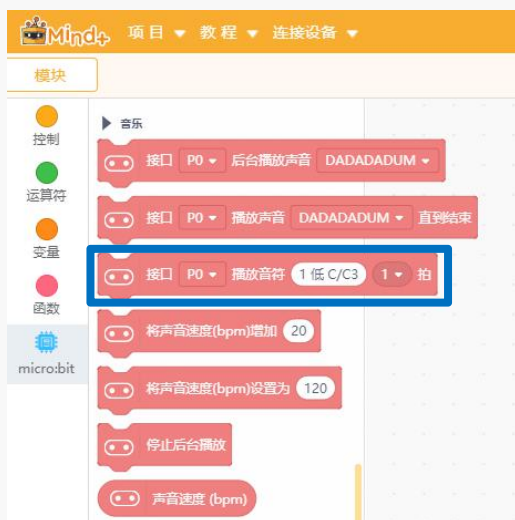 Mind+ 项目 教程 连接设备
模块
控制
运算符
变量
函数
micro:bit
音乐
接口 P0 后台播放声音 DADADADUM
接口 P0 播放声音 DADADADUM 直到结束
接口 P0 播放音符 1 低 C/C3 1 拍
将声音速度(bpm)增加 20
将声音速度(bpm)设置为 120
停止后台播放
声音速度 (bpm)